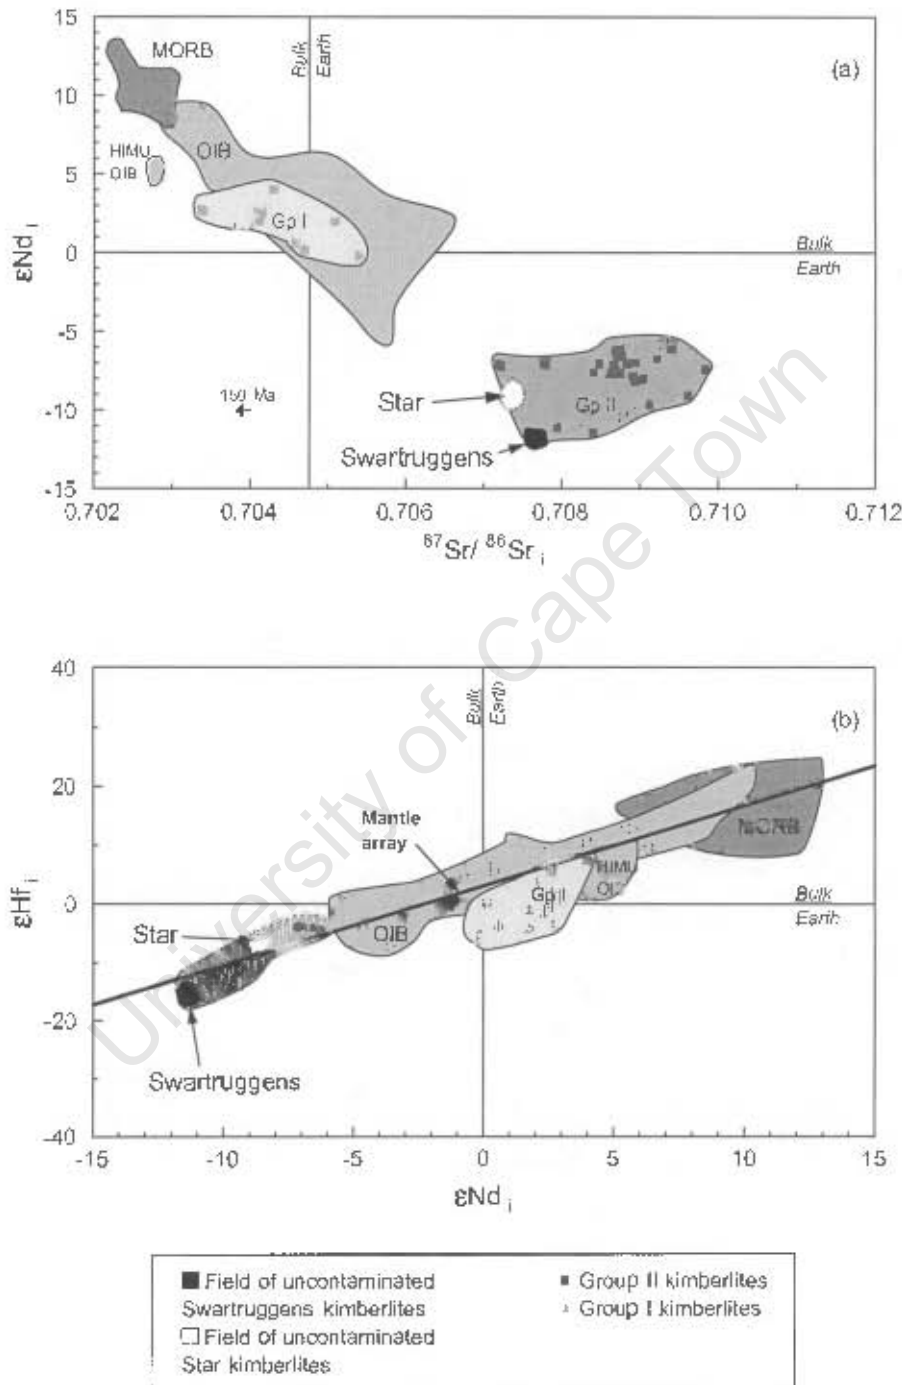 15
10
5
0
-5
-10
-15
εNd i
MORB
OIB
HIMU
OIB
Gp I
Bulk
Earth
(a)
Bulk
Earth
150 Ma
Star
Swartruggens
Gp II
0.702 0.704 0.706 0.708 0.710 0.712
87Sr/ 86Sr i
40
20
0
-20
-40
εHf i
Bulk
Earth
(b)
Mantle
array
MORB
HIMU
OIB
Bulk
Earth
Star
OIB
Swartruggens
-15 -10 -5 0 5 10 15
εNd i
Field of uncontaminated
Swartruggens kimberlites
Field of uncontaminated
Star kimberlites
Group II kimberlites
Group I kimberlites
University of Cape Town